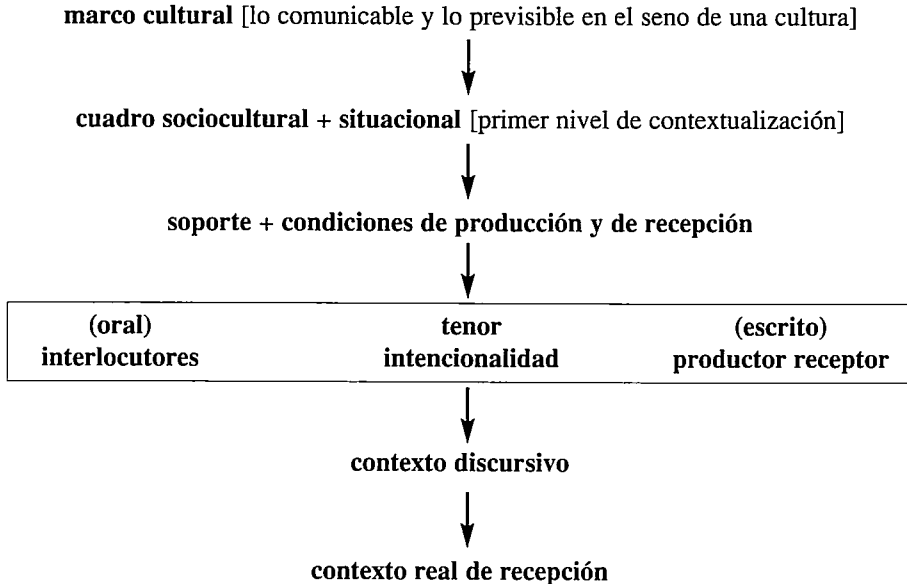 marco cultural [lo comunicable y lo previsible en el seno de una cultura]
cuadro sociocultural + situacional [primer nivel de contextualización]
soporte + condiciones de producción y de recepción
(oral) tenor (escrito)
interlocutores intencionalidad productor receptor
contexto discursivo
contexto real de recepción